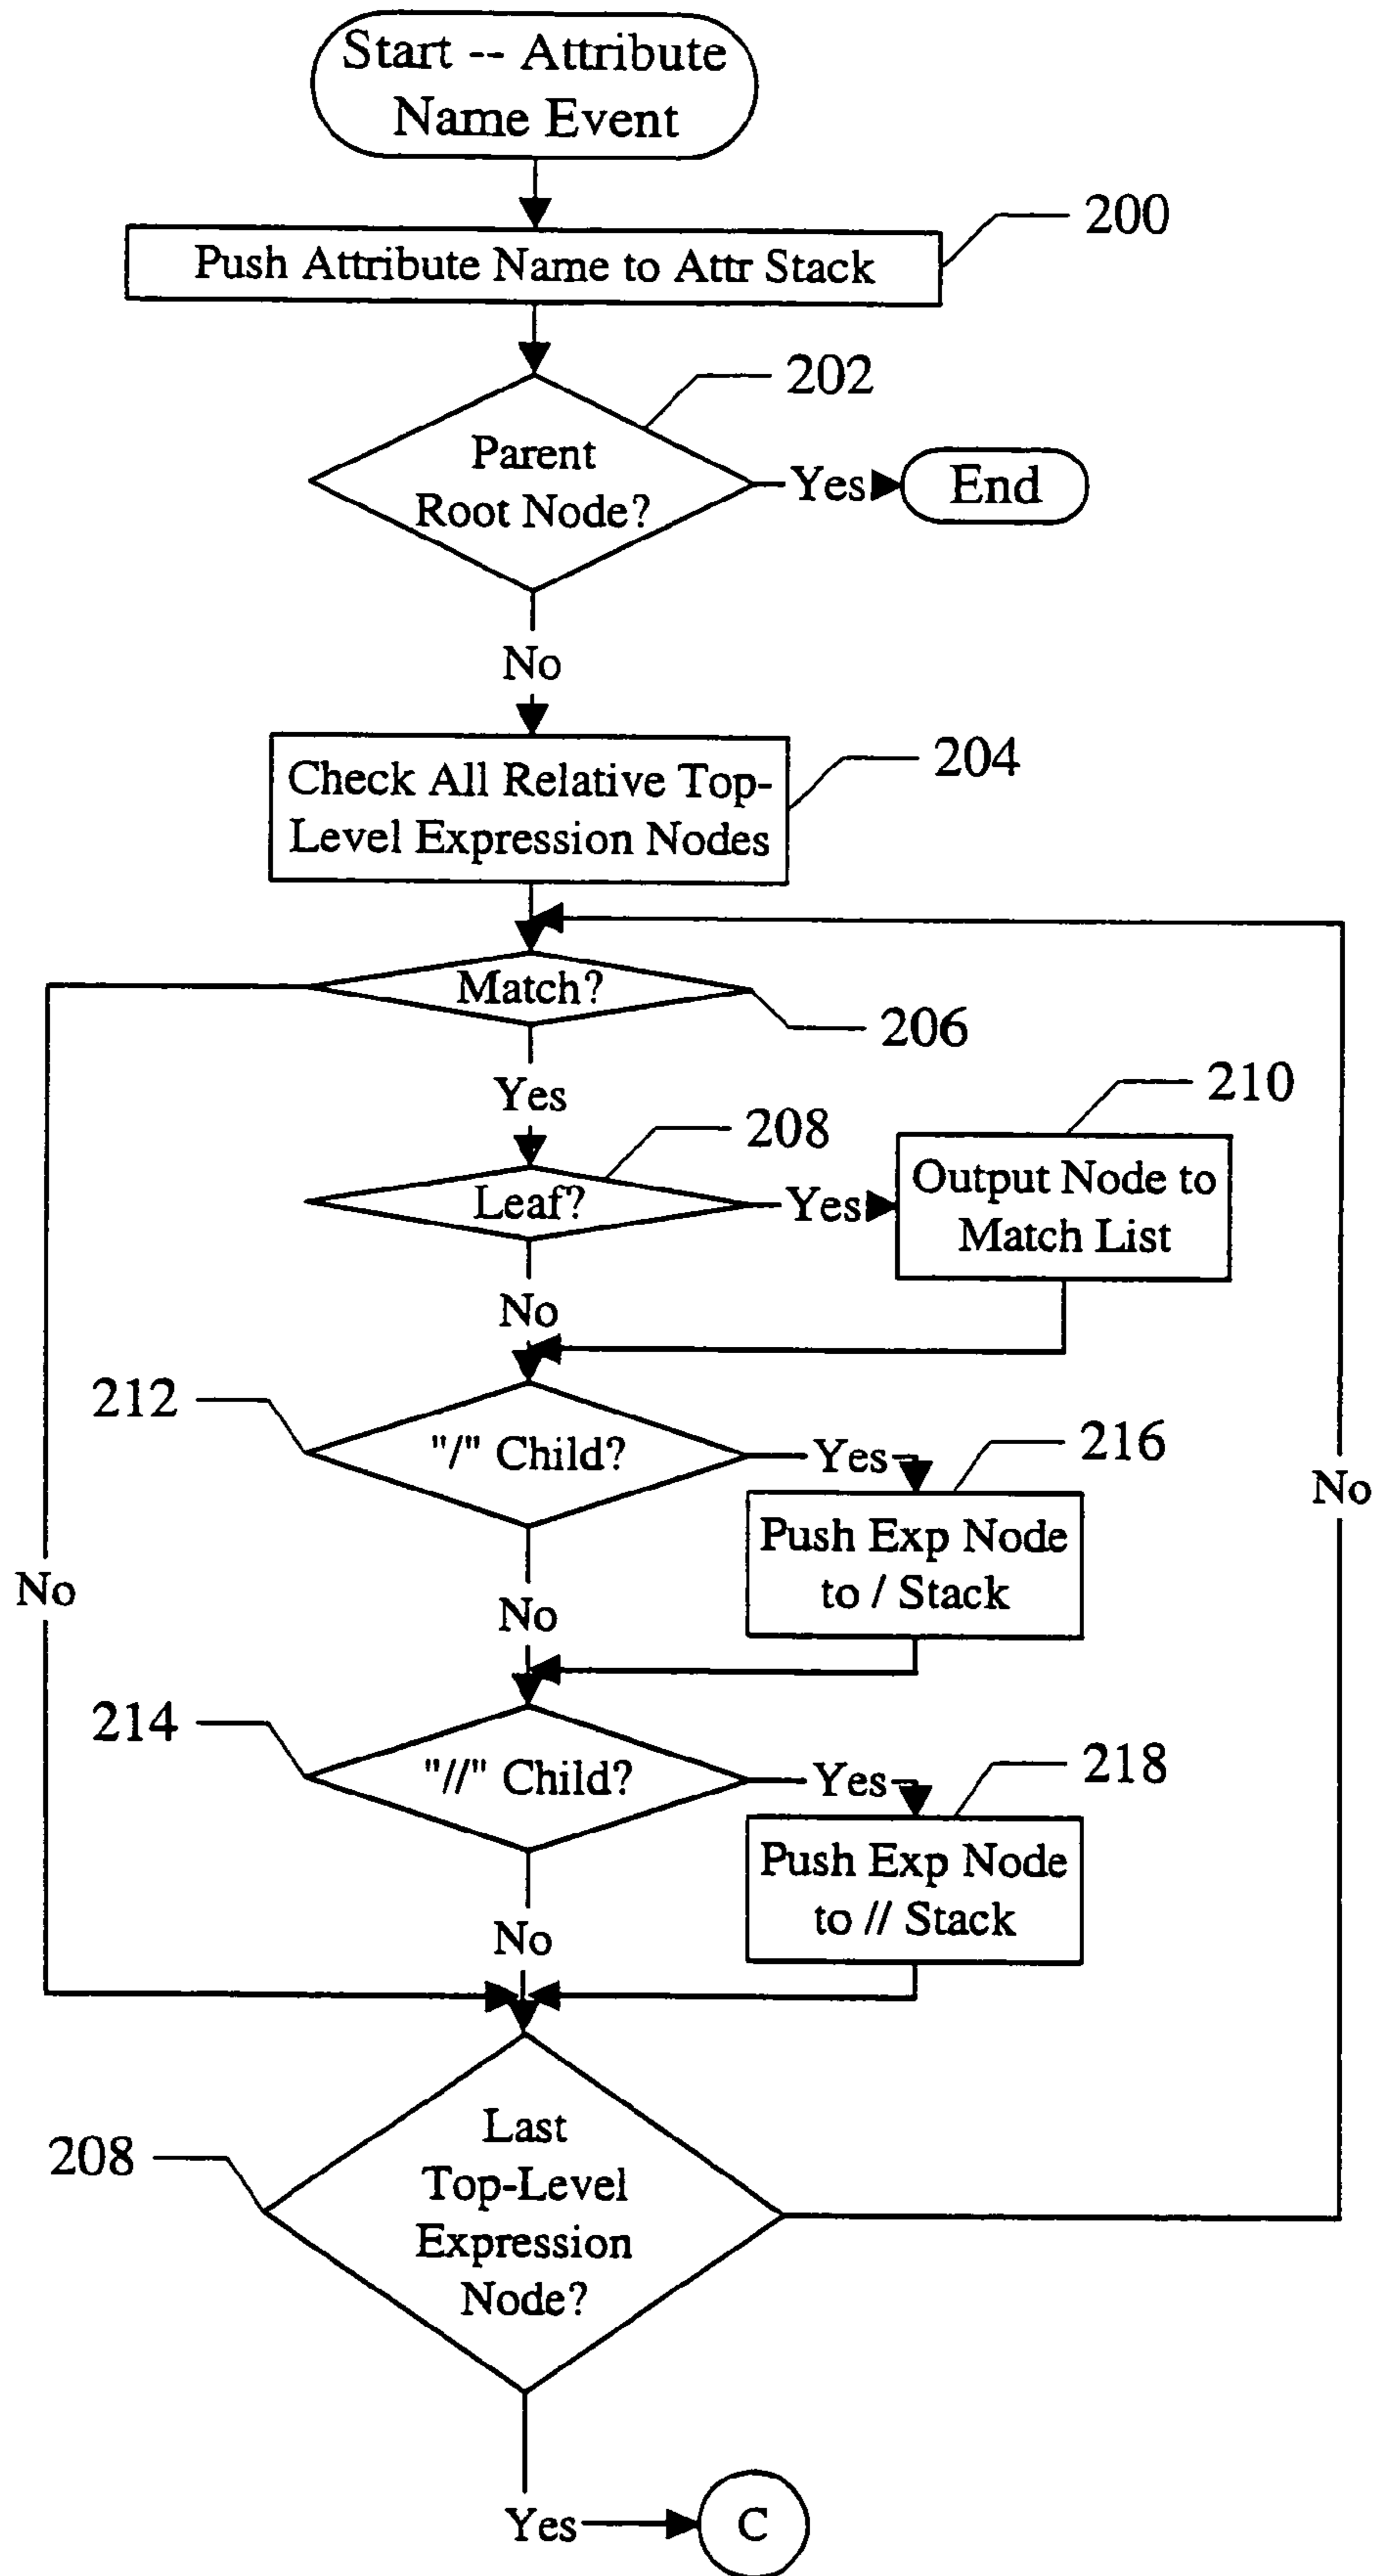 Start -- Attribute
Name Event
200
Push Attribute Name to Attr Stack
202
Parent
Root Node?
Yes
End
No
204
Check All Relative Top-
Level Expression Nodes
Match?
206
Yes
208
210
Leaf?
Yes
Output Node to
Match List
No
212
"/" Child?
Yes
216
No
Push Exp Node
to / Stack
No
No
214
"//" Child?
Yes
218
Push Exp Node
to // Stack
No
208
Last
Top-Level
Expression
Node?
Yes
C